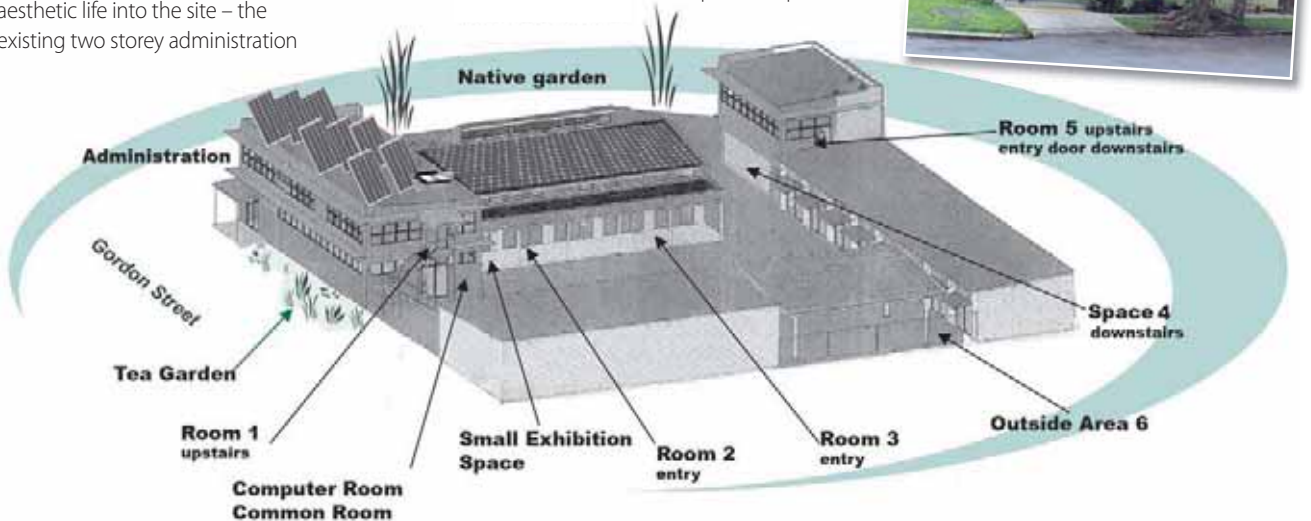 aesthetic life into the site – the
existing two storey administration
Native garden
Administration
Room 5 upstairs
entry door downstairs
Gordon Street
Space 4
downstairs
Tea Garden
Outside Area 6
Room 1
upstairs
Small Exhibition
Space
Room 2
entry
Room 3
entry
Computer Room
Common Room